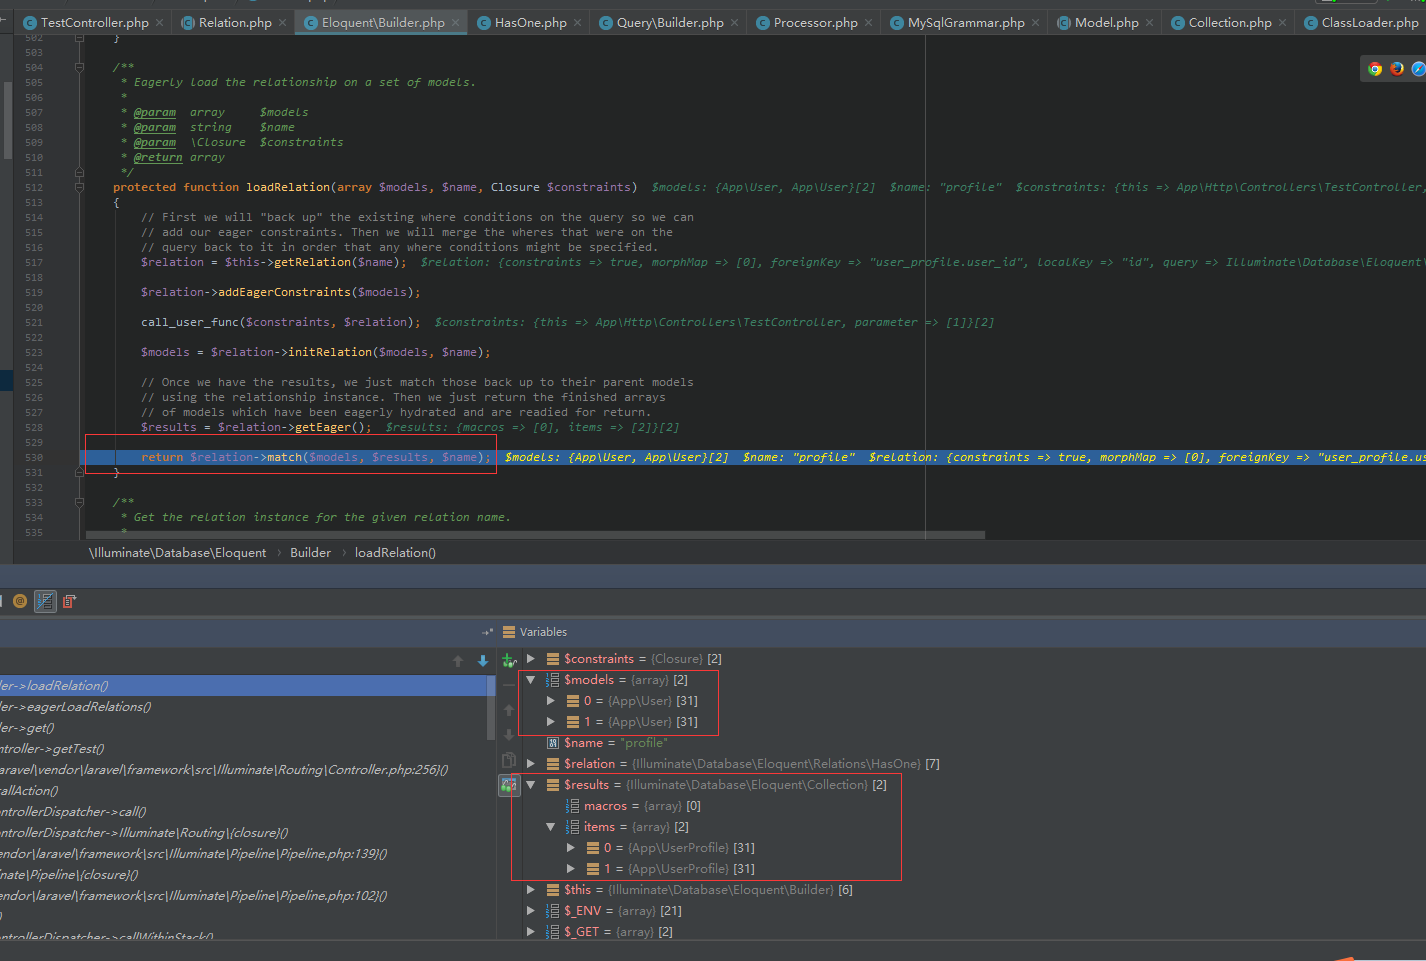 TestController.php × Relation.php × Eloquent\Builder.php × HasOne.php × Query\Builder.php × Processor.php × MySqlGrammar.php × Model.php × Collection.php × ClassLoader.php
502 }
503
504 /**
505 * Eagerly load the relationship on a set of models.
506 *
507 * @param array $models
508 * @param string $name
509 * @param \Closure $constraints
510 * @return array
511 */
512 protected function loadRelation(array $models, $name, Closure $constraints) $models: {App\User, App\User}[2] $name: "profile" $constraints: {this => App\Http\Controllers\TestController,
513 {
514 // First we will "back up" the existing where conditions on the query so we can
515 // add our eager constraints. Then we will merge the wheres that were on the
516 // query back to it in order that any where conditions might be specified.
517 $relation = $this->getRelation($name); $relation: {constraints => true, morphMap => [0], foreignKey => "user_profile.user_id", localKey => "id", query => Illuminate\Database\Eloquent\
518
519 $relation->addEagerConstraints($models);
520
521 call_user_func($constraints, $relation); $constraints: {this => App\Http\Controllers\TestController, parameter => [1]}[2]
522
523 $models = $relation->initRelation($models, $name);
524
525 // Once we have the results, we just match those back up to their parent models
526 // using the relationship instance. Then we just return the finished arrays
527 // of models which have been eagerly hydrated and are readied for return.
528 $results = $relation->getEager(); $results: {macros => [0], items => [2]}[2]
529
530 return $relation->match($models, $results, $name); $models: {App\User, App\User}[2] $name: "profile" $relation: {constraints => true, morphMap => [0], foreignKey => "user_profile.us
531 }
532
533 /**
534 * Get the relation instance for the given relation name.
535 *
\Illuminate\Database\Eloquent › Builder › loadRelation()
Variables
ler->loadRelation()
ler->eagerLoadRelations()
ler->get()
ntroller->getTest()
laravel\vendor\laravel\framework\src\Illuminate\Routing\Controller.php:256}()
callAction()
ontrollerDispatcher->call()
ontrollerDispatcher->Illuminate\Routing\{closure}()
vendor\laravel\framework\src\Illuminate\Pipeline\Pipeline.php:139}()
inate\Pipeline\{closure}()
vendor\laravel\framework\src\Illuminate\Pipeline\Pipeline.php:102}()
)
ontrollerDispatcher->callWithinStack()
$constraints = {Closure} [2]
$models = {array} [2]
0 = {App\User} [31]
1 = {App\User} [31]
$name = "profile"
$relation = {Illuminate\Database\Eloquent\Relations\HasOne} [7]
$results = {Illuminate\Database\Eloquent\Collection} [2]
macros = {array} [0]
items = {array} [2]
0 = {App\UserProfile} [31]
1 = {App\UserProfile} [31]
$this = {Illuminate\Database\Eloquent\Builder} [6]
$_ENV = {array} [21]
$_GET = {array} [2]